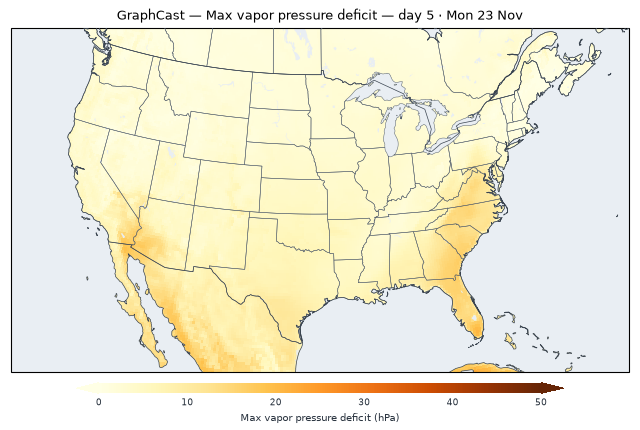 GraphCast — Max vapor pressure deficit — day 5 · Mon 23 Nov
0 10 20 30 40 50
Max vapor pressure deficit (hPa)